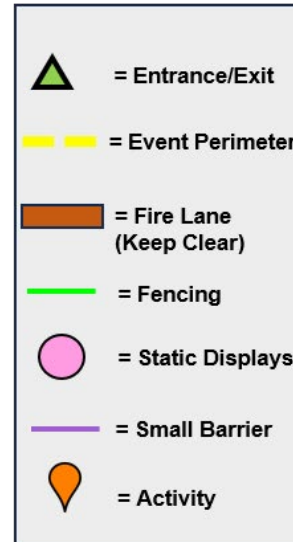 = Entrance/Exit
= Event Perimeter
= Fire Lane
(Keep Clear)
= Fencing
= Static Displays
= Small Barrier
= Activity